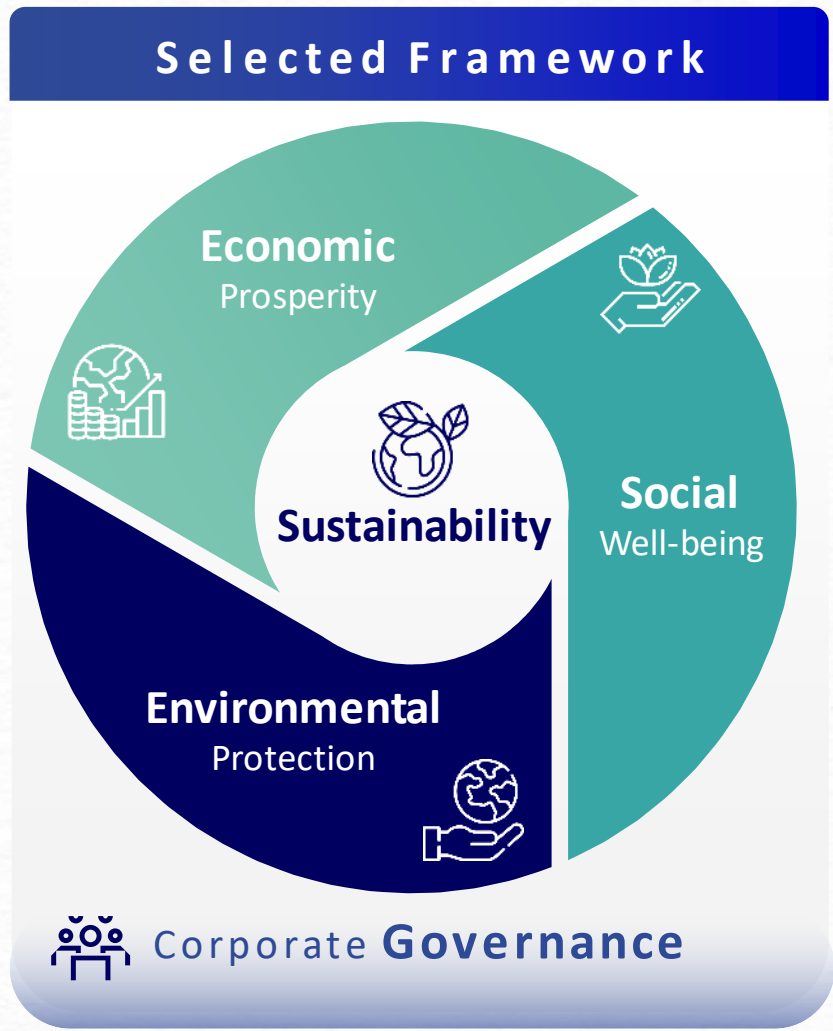 Selected Framework
Economic
Prosperity
Sustainability
Social
Well-being
Environmental
Protection
Corporate Governance